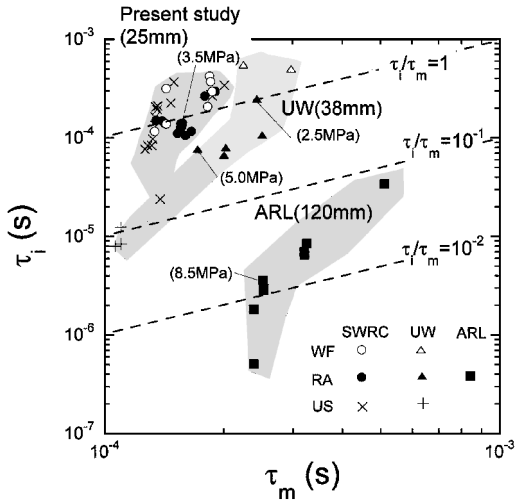 Present study
(25mm)
10⁻³
(3.5MPa)
τi/τm=1
UW(38mm)
10⁻⁴
(2.5MPa)
(5.0MPa)
τi/τm=10⁻¹
ARL(120mm)
τi (s)
10⁻⁵
(8.5MPa)
τi/τm=10⁻²
10⁻⁶
SWRC UW ARL
WF
RA
US
10⁻⁷
10⁻⁴ 10⁻³
τm (s)